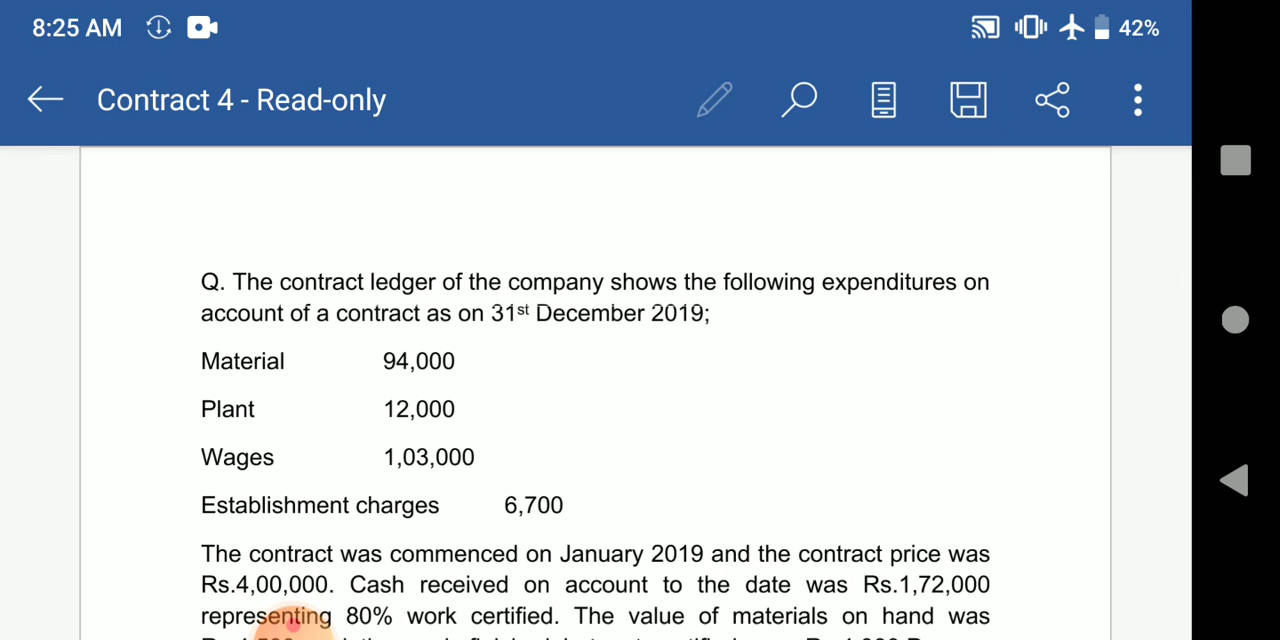 8:25 AM 42%
Contract 4 - Read-only
Q. The contract ledger of the company shows the following expenditures on
account of a contract as on 31st December 2019;
Material 94,000
Plant 12,000
Wages 1,03,000
Establishment charges 6,700
The contract was commenced on January 2019 and the contract price was
Rs.4,00,000. Cash received on account to the date was Rs.1,72,000
representing 80% work certified. The value of materials on hand was